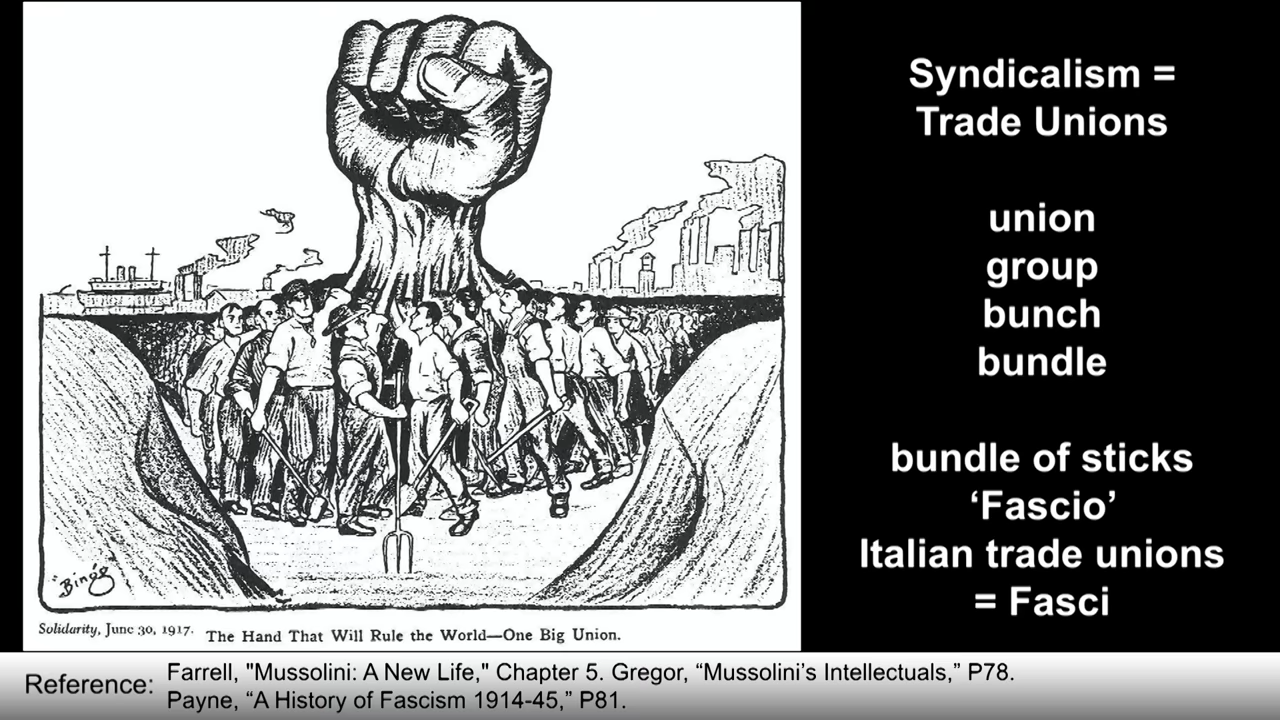 Syndicalism =
Trade Unions
union
group
bunch
bundle
bundle of sticks
‘Fascio’
Italian trade unions
= Fasci
"Bingo
Solidarity, June 30, 1917. The Hand That Will Rule the World—One Big Union.
Reference: Farrell, "Mussolini: A New Life," Chapter 5. Gregor, “Mussolini’s Intellectuals,” P78.
Payne, “A History of Fascism 1914-45,” P81.